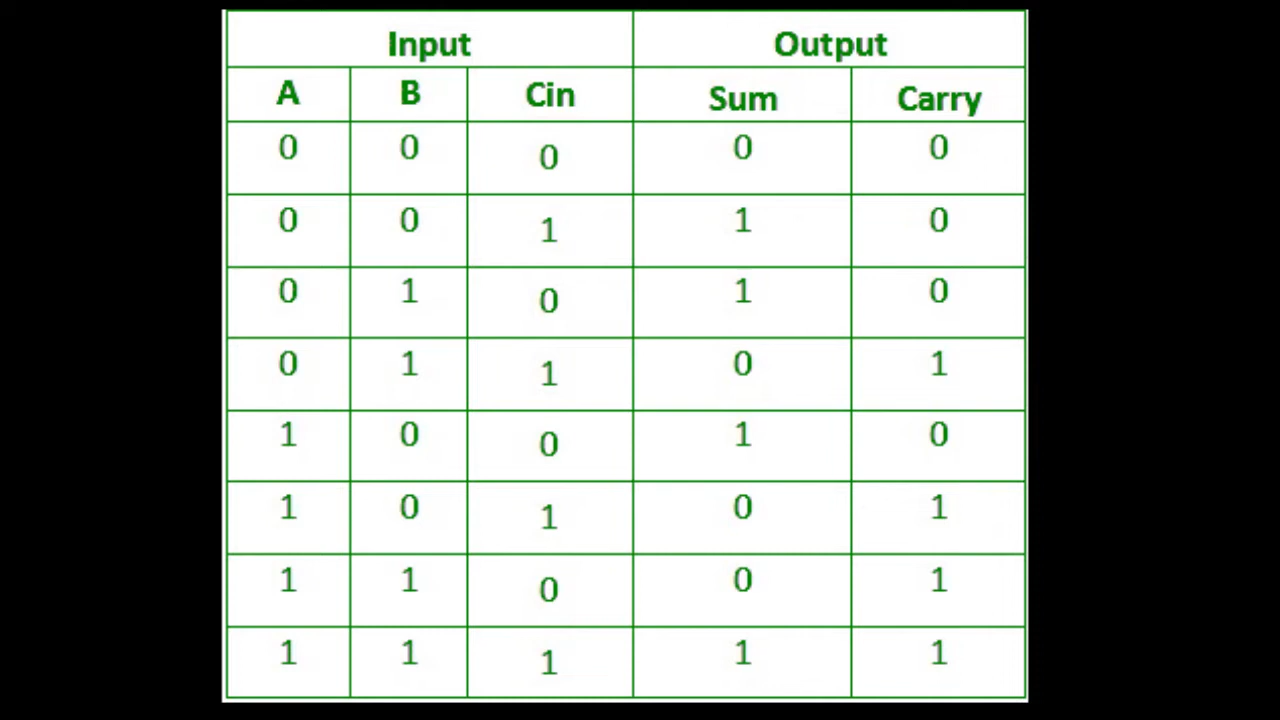 Input Output
A B Cin Sum Carry
0 0 0 0 0
0 0 1 1 0
0 1 0 1 0
0 1 1 0 1
1 0 0 1 0
1 0 1 0 1
1 1 0 0 1
1 1 1 1 1